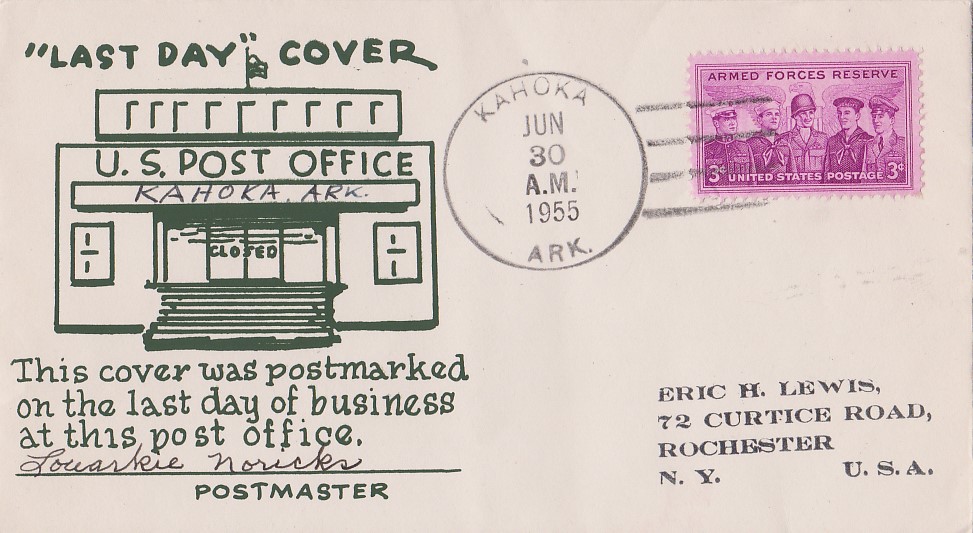 "LAST DAY" COVER
U. S. POST OFFICE
KAHOKA, ARK.
CLOSED
This cover was postmarked
on the last day of business
at this post office.
Louarkie Noricks
POSTMASTER
KAHOKA
JUN
30
A.M.
1955
ARK.
ARMED FORCES RESERVE
3¢ UNITED STATES POSTAGE 3¢
ERIC H. LEWIS,
72 CURTICE ROAD,
ROCHESTER
N. Y. U. S. A.